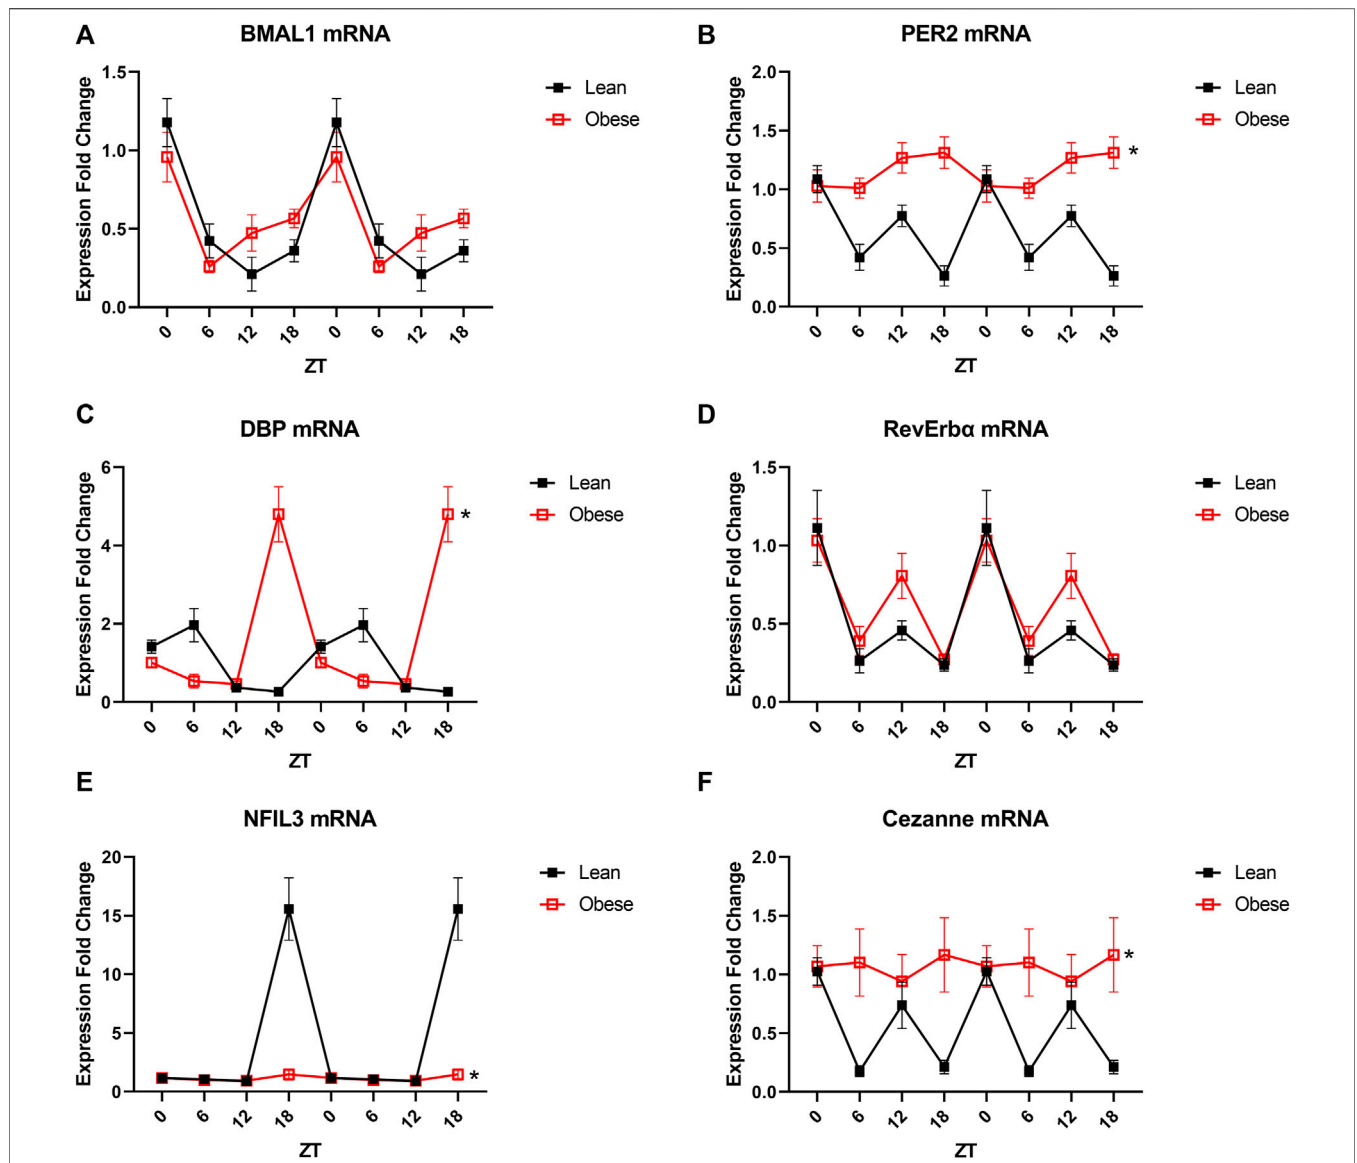 A
BMAL1 mRNA
Expression Fold Change
1.5
1.0
0.5
0.0
0 6 12 18 0 6 12 18
ZT
Lean
Obese
B
PER2 mRNA
Expression Fold Change
2.0
1.5
1.0
0.5
0.0
0 6 12 18 0 6 12 18
ZT
Lean
Obese
*
C
DBP mRNA
Expression Fold Change
6
4
2
0
0 6 12 18 0 6 12 18
ZT
Lean
Obese
*
D
RevErbα mRNA
Expression Fold Change
1.5
1.0
0.5
0.0
0 6 12 18 0 6 12 18
ZT
Lean
Obese
E
NFIL3 mRNA
Expression Fold Change
20
15
10
5
0
0 6 12 18 0 6 12 18
ZT
Lean
Obese
*
F
Cezanne mRNA
Expression Fold Change
2.0
1.5
1.0
0.5
0.0
0 6 12 18 0 6 12 18
ZT
Lean
Obese
*